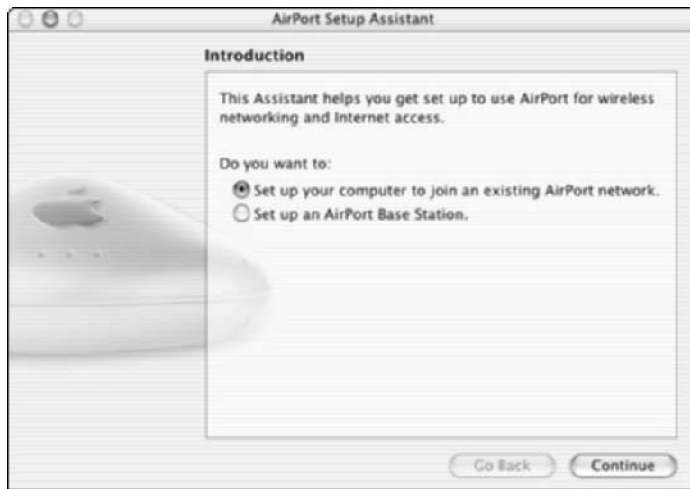 AirPort Setup Assistant
Introduction
This Assistant helps you get set up to use AirPort for wireless
networking and Internet access.
Do you want to:
Set up your computer to join an existing AirPort network.
Set up an AirPort Base Station.
Go Back
Continue